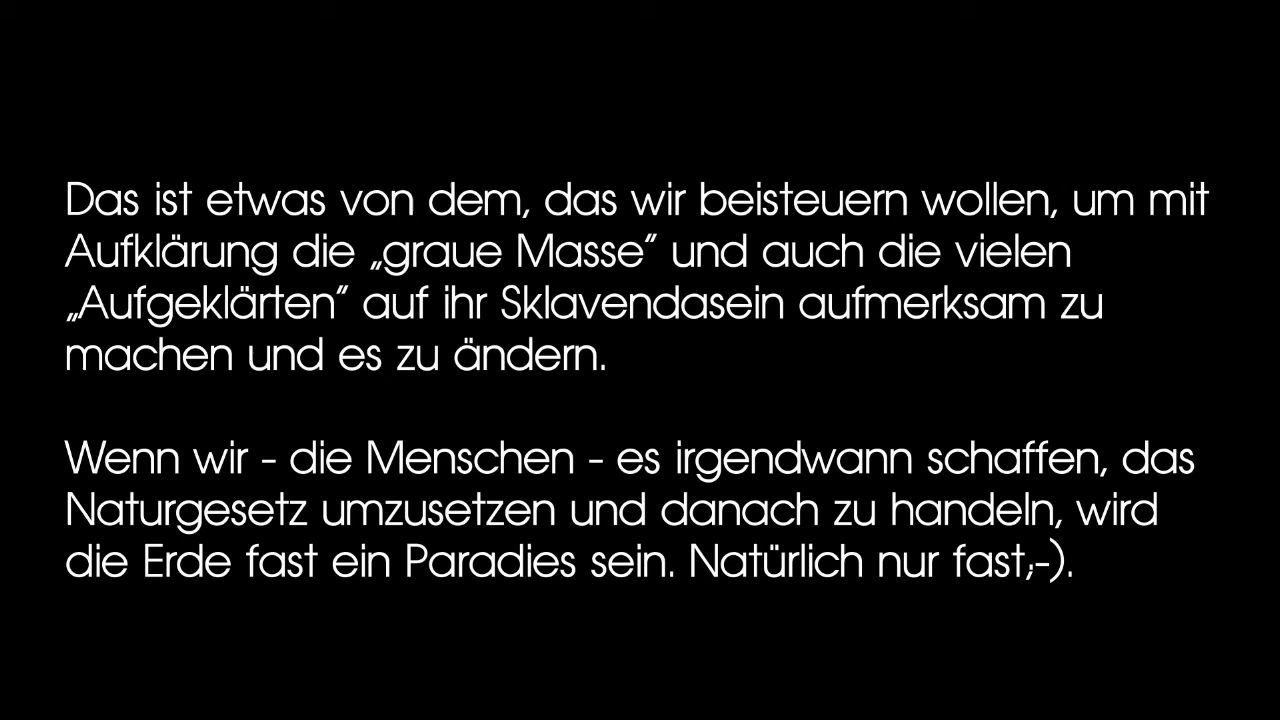 Das ist etwas von dem, das wir beisteuern wollen, um mit
Aufklärung die „graue Masse” und auch die vielen
„Aufgeklärten” auf ihr Sklavendasein aufmerksam zu
machen und es zu ändern.
Wenn wir - die Menschen - es irgendwann schaffen, das
Naturgesetz umzusetzen und danach zu handeln, wird
die Erde fast ein Paradies sein. Natürlich nur fast;-).